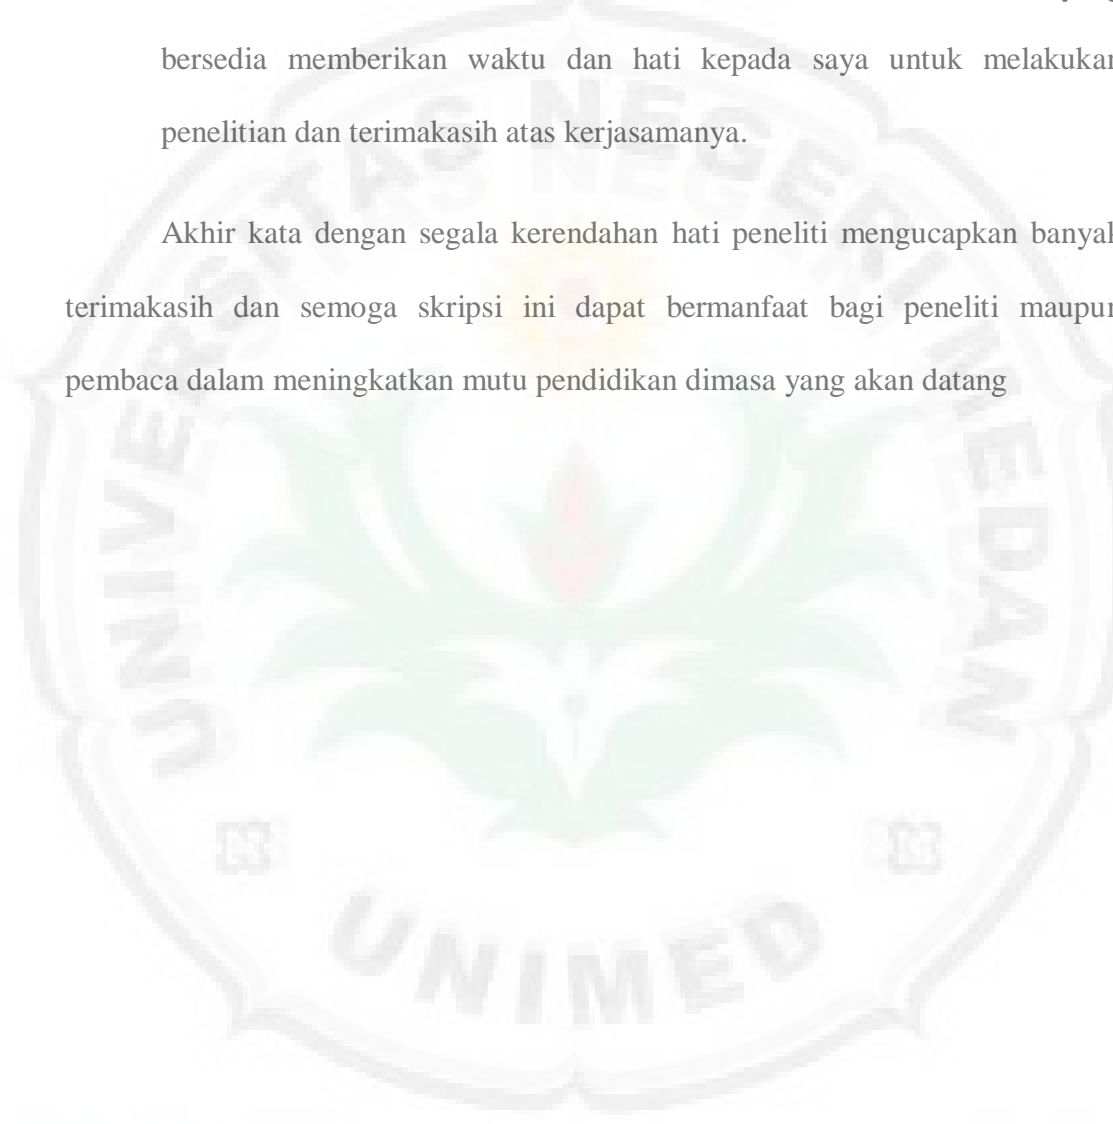 bersedia memberikan waktu dan hati kepada saya untuk melakukan
penelitian dan terimakasih atas kerjasamanya.
Akhir kata dengan segala kerendahan hati peneliti mengucapkan banyak
terimakasih dan semoga skripsi ini dapat bermanfaat bagi peneliti maupun
pembaca dalam meningkatkan mutu pendidikan dimasa yang akan datang
UNIVERSITAS NEGERI MEDAN
UNIMED